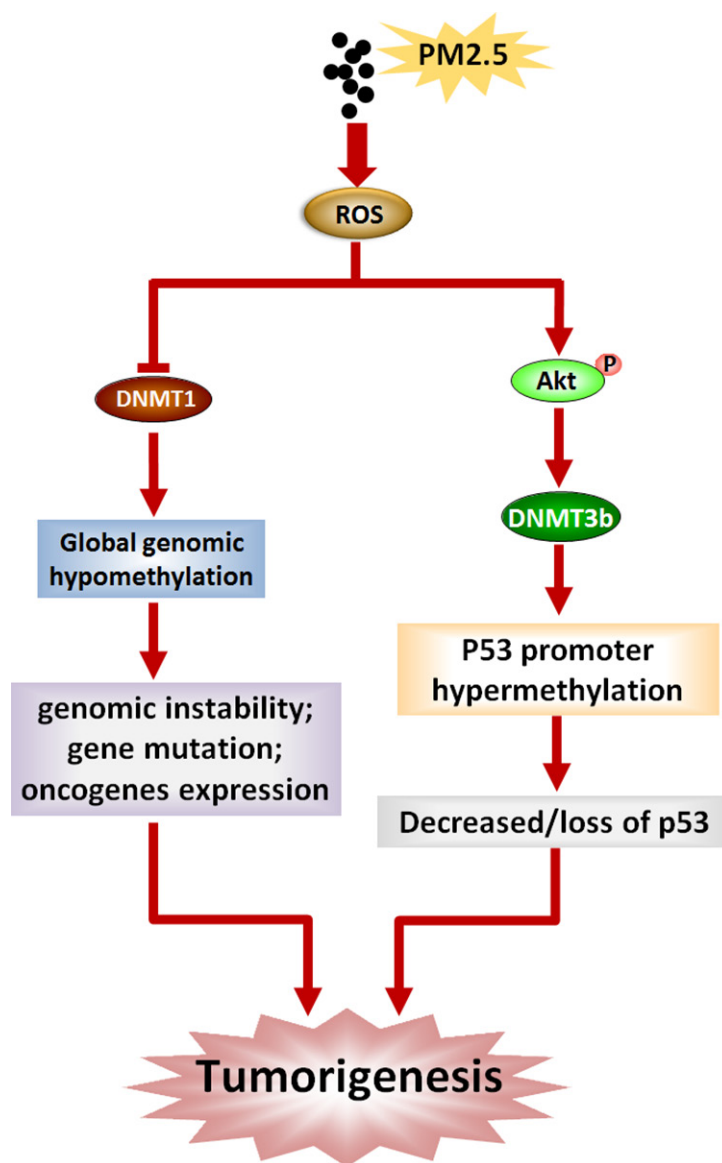 PM2.5
ROS
DNMT1
Global genomic
hypomethylation
genomic instability;
gene mutation;
oncogenes expression
Akt
P
DNMT3b
P53 promoter
hypermethylation
Decreased/loss of p53
Tumorigenesis